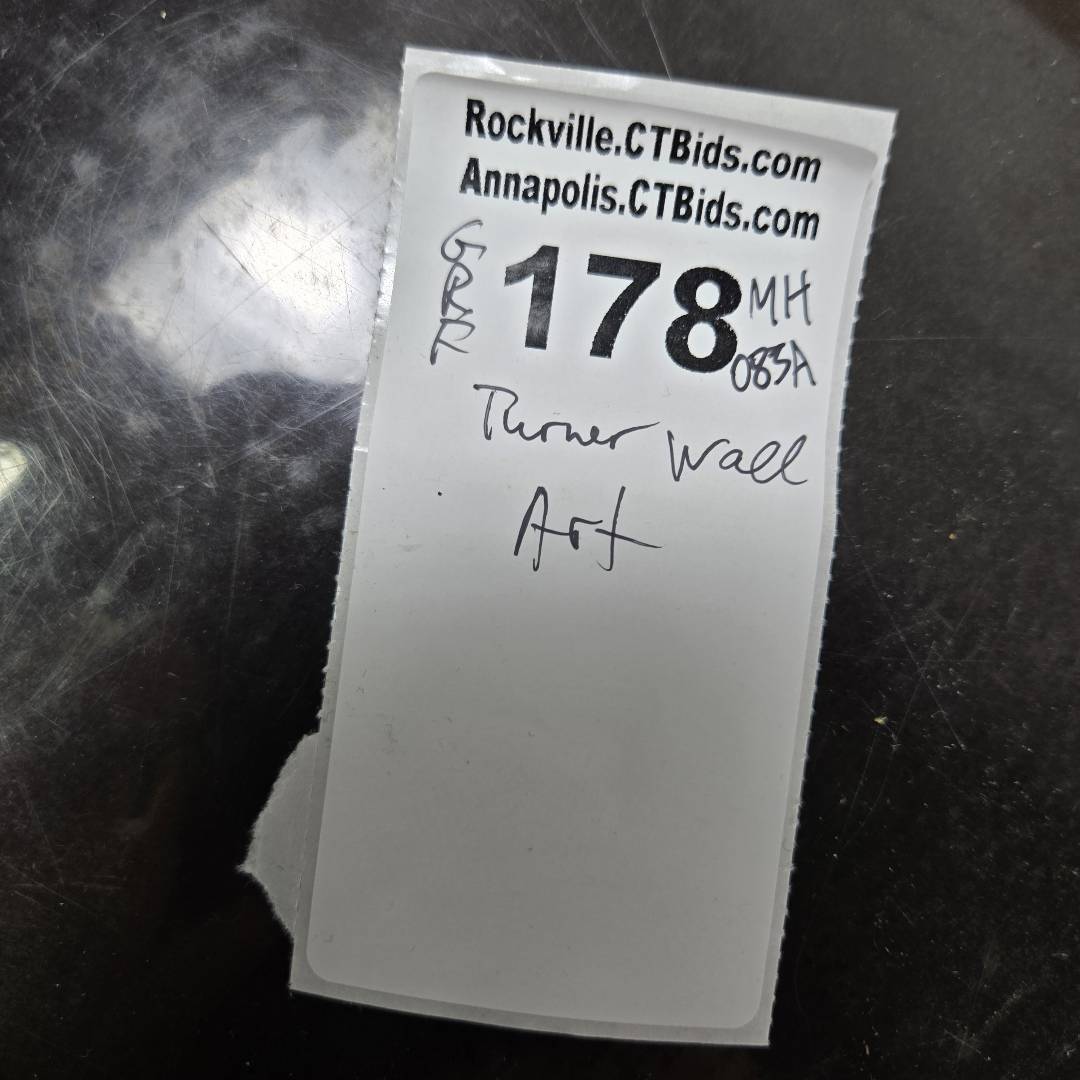 Rockville.CTBids.com
Annapolis.CTBids.com
178
MH
083A
Turner Wall
Art